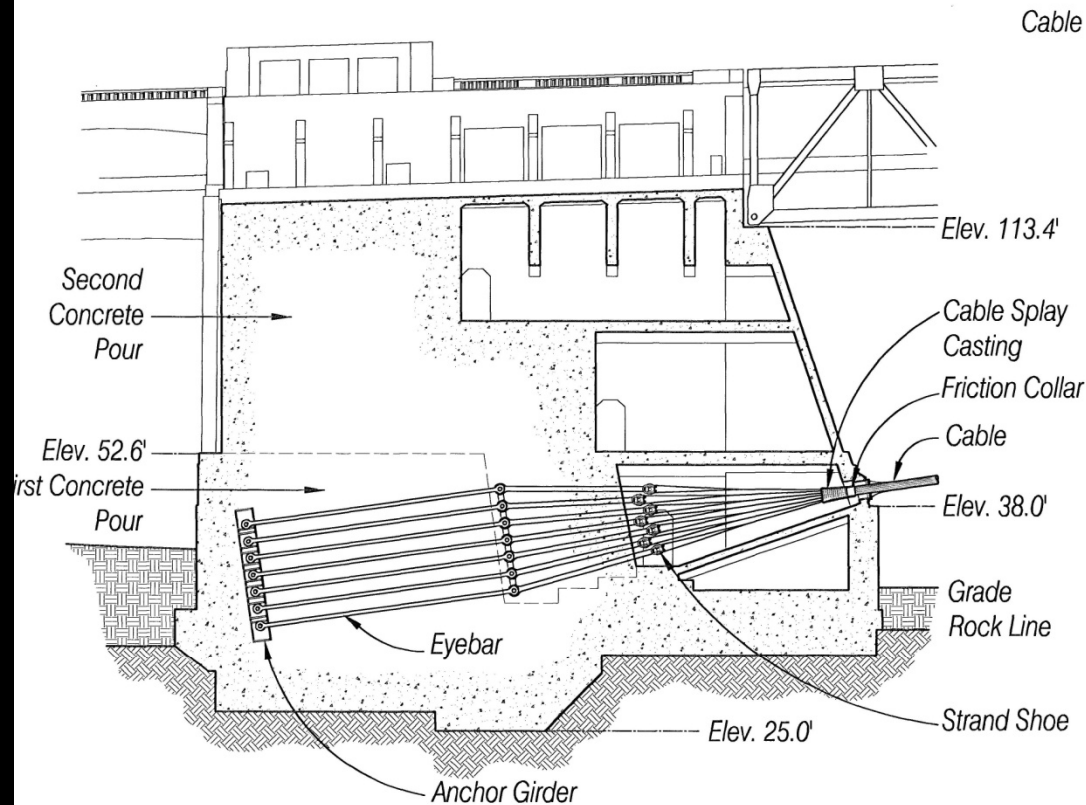 Cable
Elev. 113.4'
Second
Concrete
Pour
Cable Splay
Casting
Friction Collar
Cable
Elev. 52.6'
irst Concrete
Pour
Elev. 38.0'
Grade
Rock Line
Eyebar
Strand Shoe
Elev. 25.0'
Anchor Girder